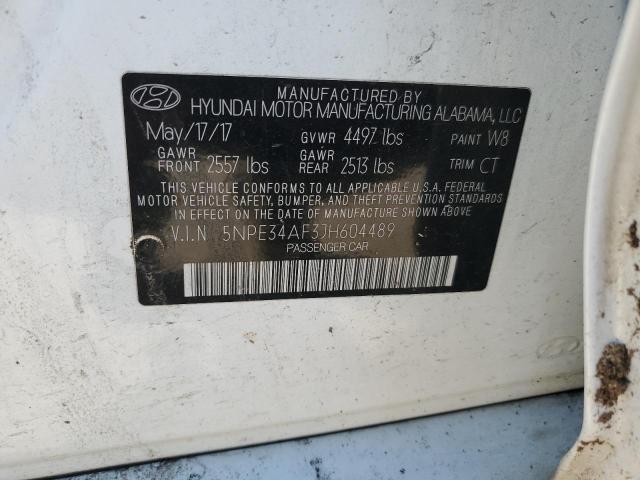 MANUFACTURED BY
HYUNDAI MOTOR MANUFACTURING ALABAMA, LLC
May/17/17 GVWR 4497 lbs PAINT W8
GAWR FRONT 2557 lbs GAWR REAR 2513 lbs TRIM CT
THIS VEHICLE CONFORMS TO ALL APPLICABLE U.S.A. FEDERAL
MOTOR VEHICLE SAFETY, BUMPER, AND THEFT PREVENTION
STANDARDS IN EFFECT ON THE DATE OF MANUFACTURE SHOWN ABOVE.
V.I.N 5NPE34AF3JH604489
PASSENGER CAR